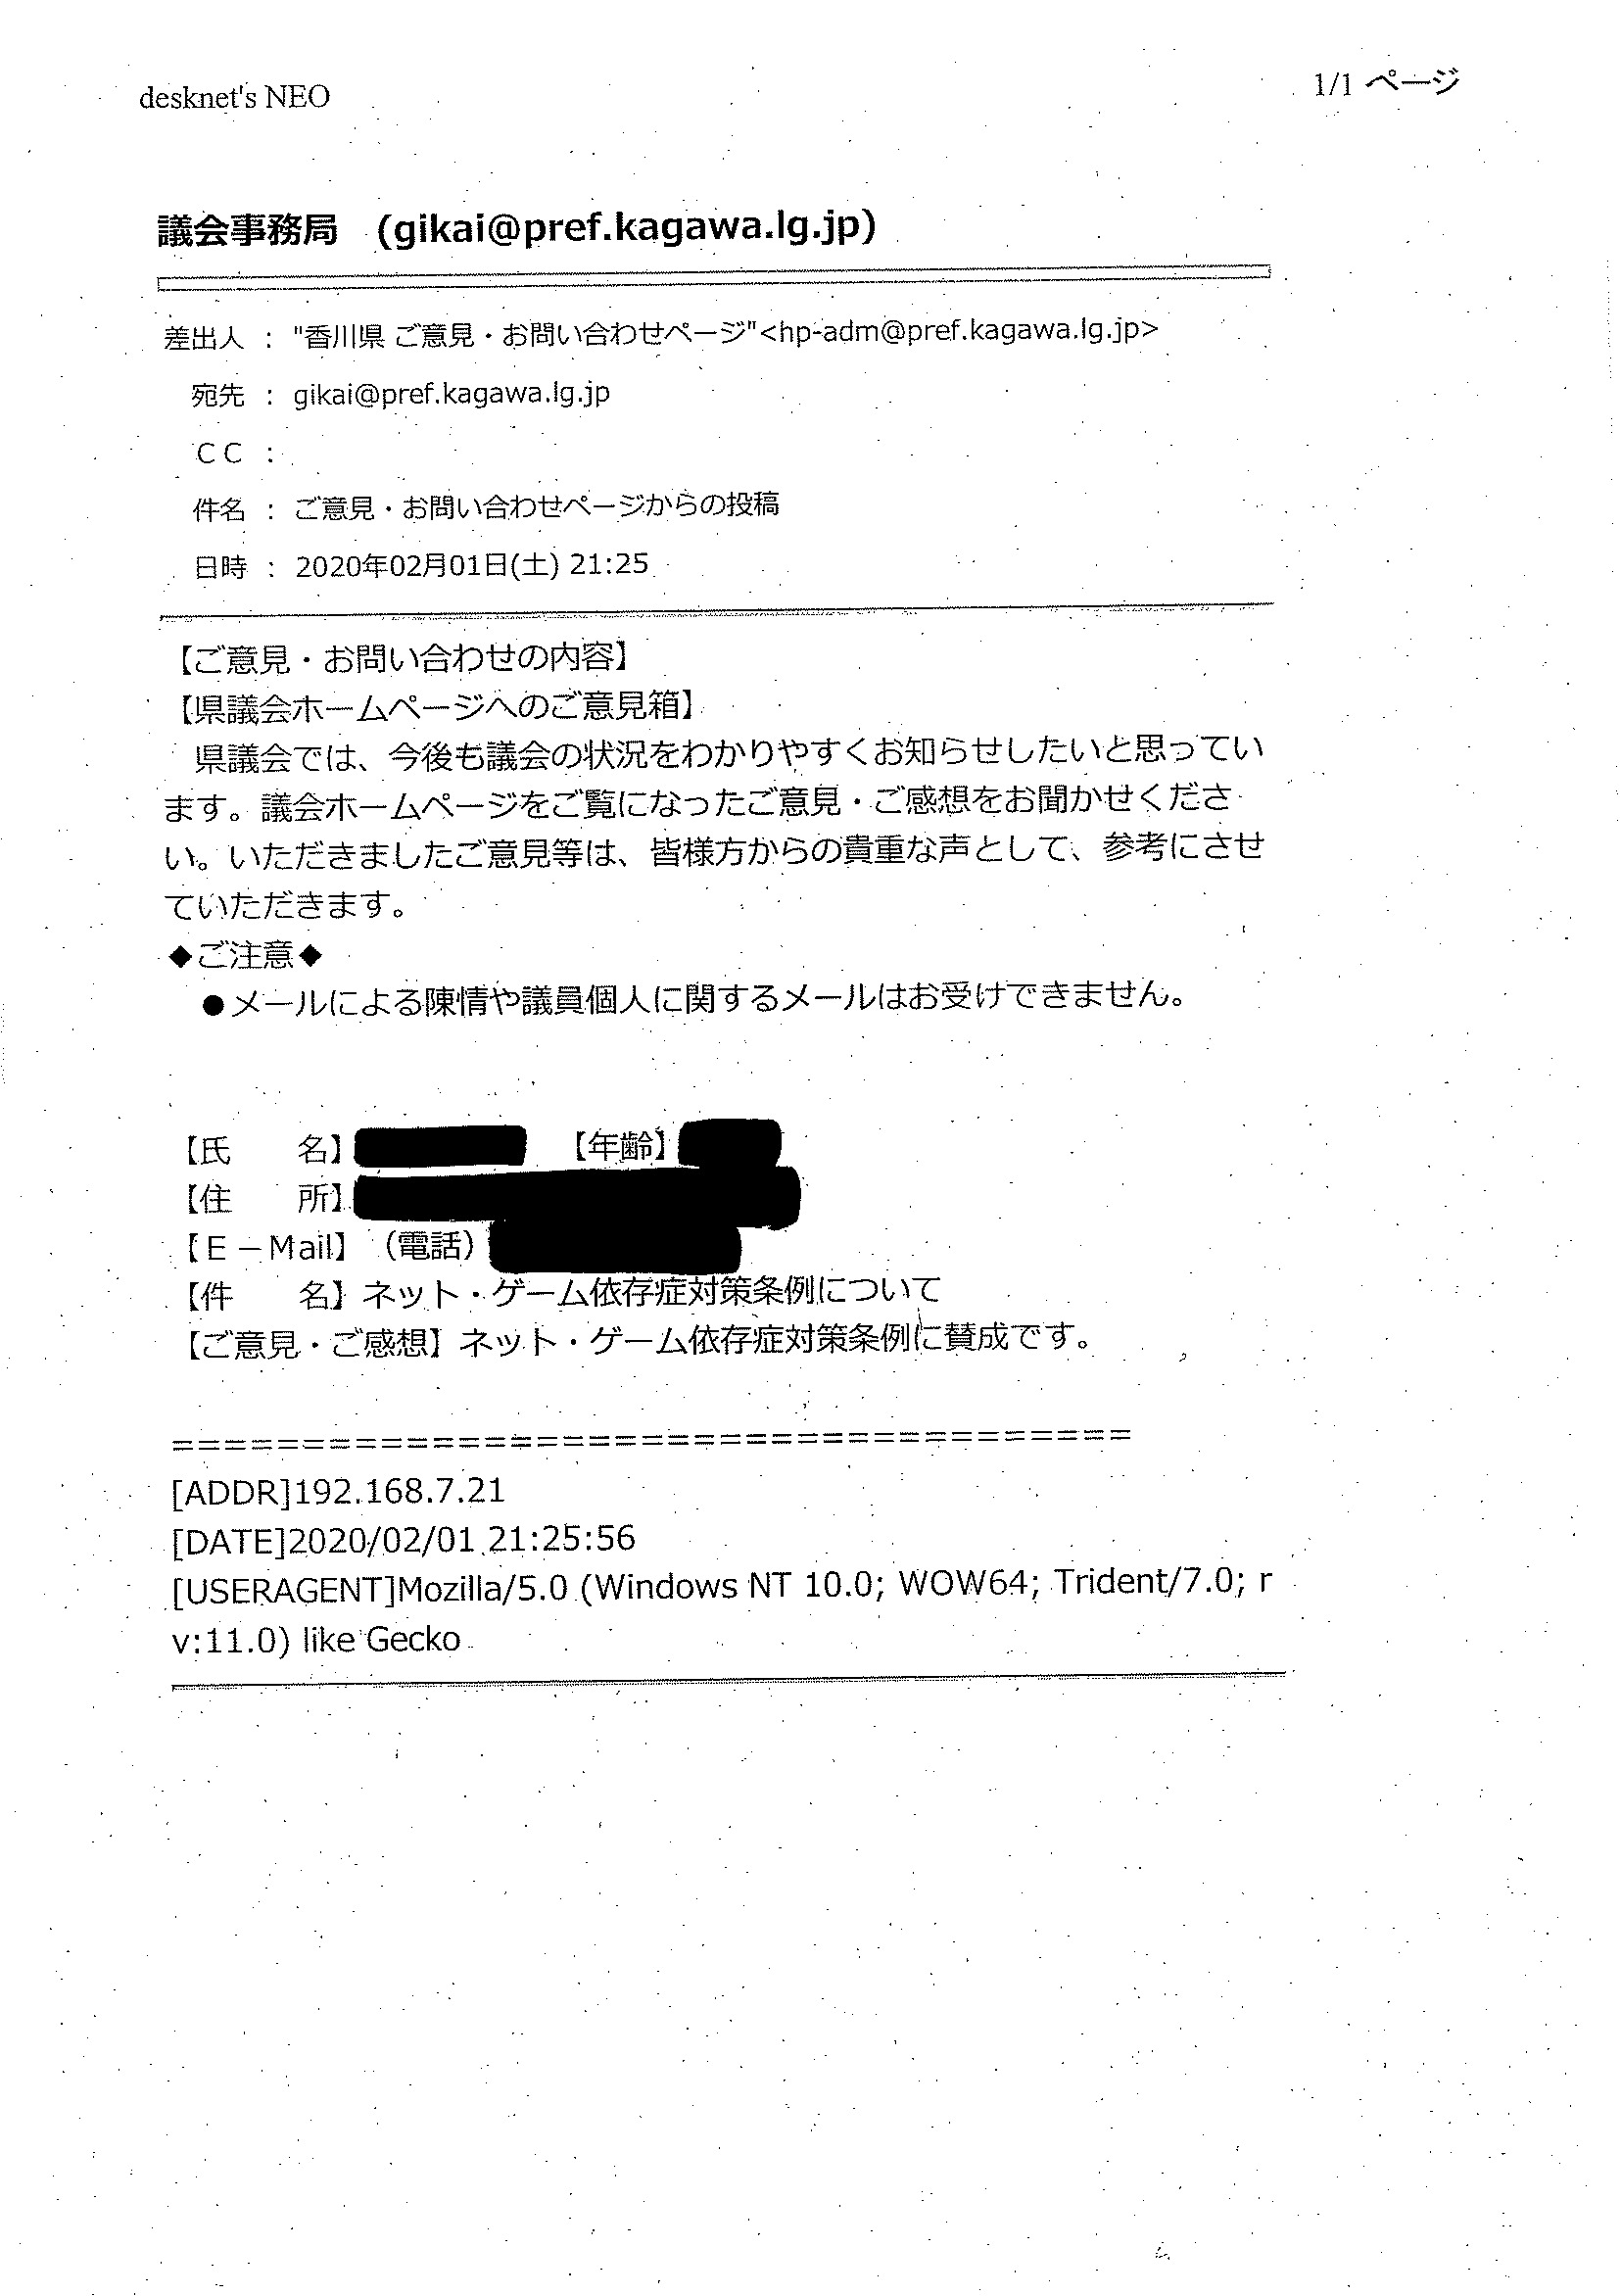 desknet's NEO
1/1 ページ
議会事務局 (gikai@pref.kagawa.lg.jp)
差出人 : "香川県 ご意見・お問い合わせページ"<hp-adm@pref.kagawa.lg.jp>
宛先 : gikai@pref.kagawa.lg.jp
CC :
件名 : ご意見・お問い合わせページからの投稿
日時 : 2020年02月01日(土) 21:25
【ご意見・お問い合わせの内容】
【県議会ホームページへのご意見箱】
県議会では、今後も議会の状況をわかりやすくお知らせしたいと思ってい
ます。議会ホームページをご覧になったご意見・ご感想をお聞かせくださ
い。いただきましたご意見等は、皆様方からの貴重な声として、参考にさせ
ていただきます。
◆ご注意◆
●メールによる陳情や議員個人に関するメールはお受けできません。
【氏　　名】 【年齢】
【住　　所】
【E－Mail】（電話）
【件　　名】ネット・ゲーム依存症対策条例について
【ご意見・ご感想】ネット・ゲーム依存症対策条例に賛成です。
=====================================
[ADDR]192.168.7.21
[DATE]2020/02/01 21:25:56
[USERAGENT]Mozilla/5.0 (Windows NT 10.0; WOW64; Trident/7.0; r
v:11.0) like Gecko